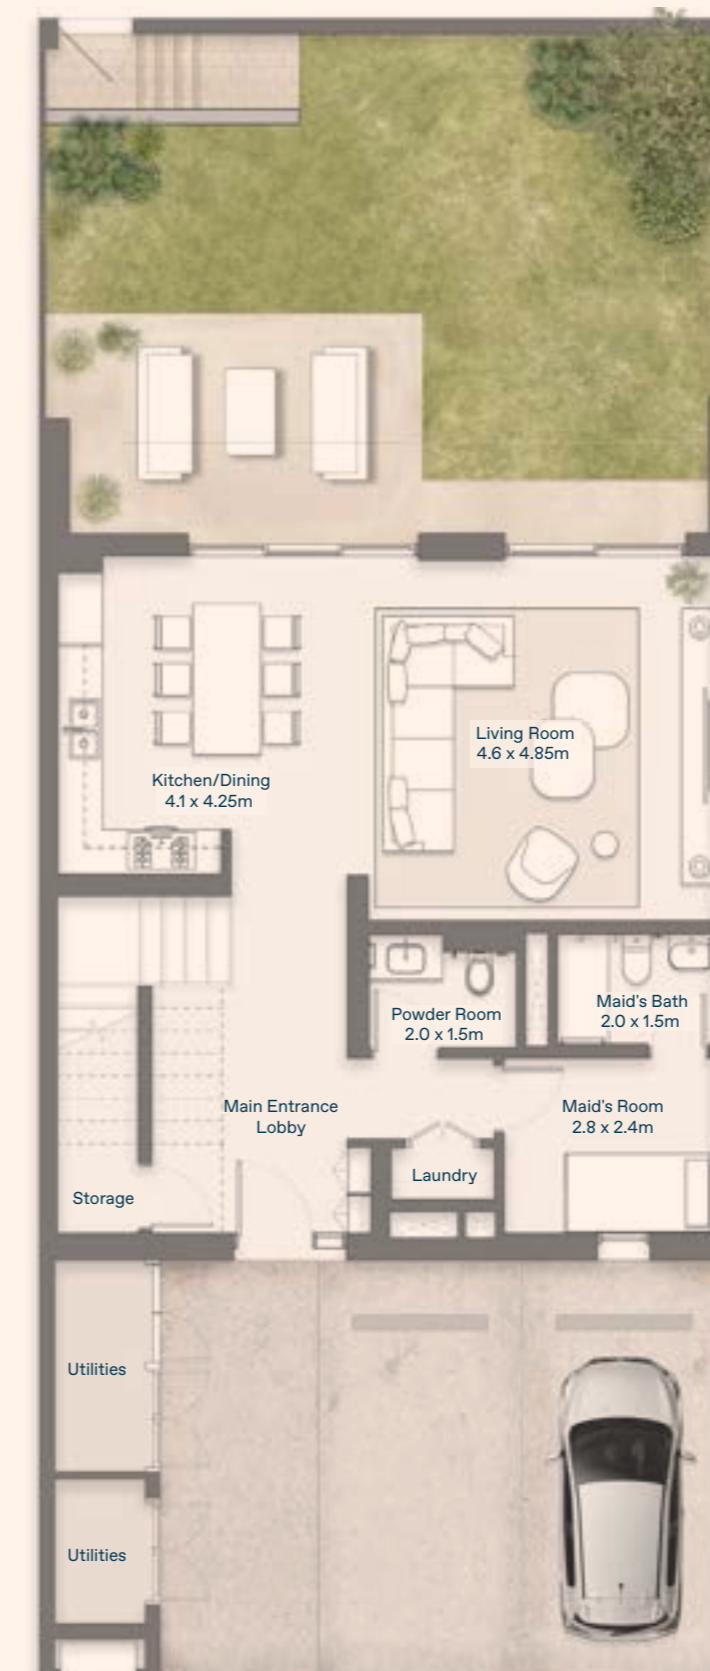 Living Room
4.6 x 4.85m
Kitchen/Dining
4.1 x 4.25m
Maid's Bath
2.0 x 1.5m
Powder Room
2.0 x 1.5m
Main Entrance
Lobby
Maid's Room
2.8 x 2.4m
Laundry
Storage
Utilities
Utilities